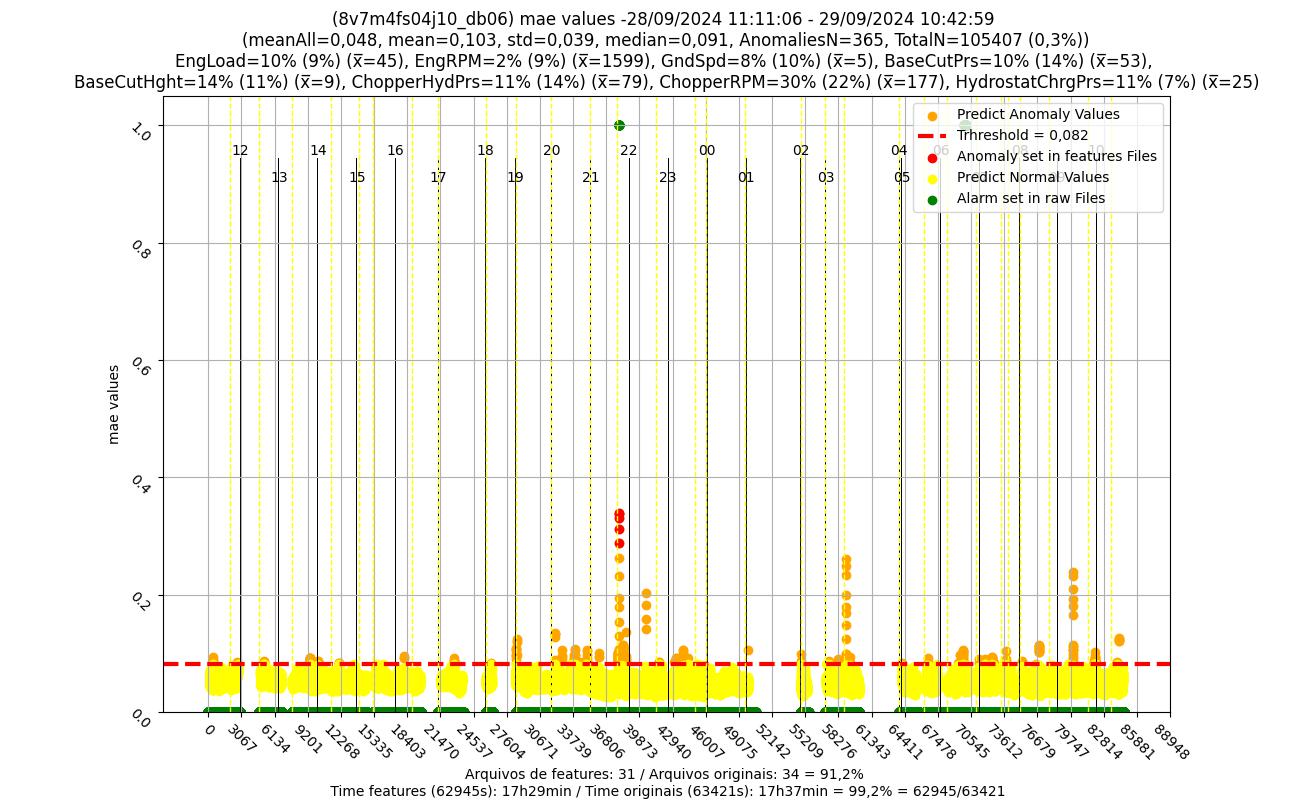 (8v7m4fs04j10_db06) mae values -28/09/2024 11:11:06 - 29/09/2024 10:42:59
(meanAll=0,048, mean=0,103, std=0,039, median=0,091, AnomaliesN=365, TotalN=105407 (0,3%))
EngLoad=10% (9%) (x̅=45), EngRPM=2% (9%) (x̅=1599), GndSpd=8% (10%) (x̅=5), BaseCutPrs=10% (14%) (x̅=53),
BaseCutHght=14% (11%) (x̅=9), ChopperHydPrs=11% (14%) (x̅=79), ChopperRPM=30% (22%) (x̅=177), HydrostatChrgPrs=11% (7%) (x̅=25)
Predict Anomaly Values
Trhreshold = 0,082
Anomaly set in features Files
Predict Normal Values
Alarm set in raw Files
12 14 16 18 20 22 00 02 04 06 08 10
13 15 17 19 21 23 01 03 05
mae values
1.0
0.8
0.6
0.4
0.2
0.0
0 3067 6134 9201 12268 15335 18403 21470 24537 27604 30671 33739 36806 39873 42940 46007 49075 52142 55209 58276 61343 64411 67478 70545 73612 76679 79747 82814 85881 88948
Arquivos de features: 31 / Arquivos originais: 34 = 91,2%
Time features (62945s): 17h29min / Time originais (63421s): 17h37min = 99,2% = 62945/63421